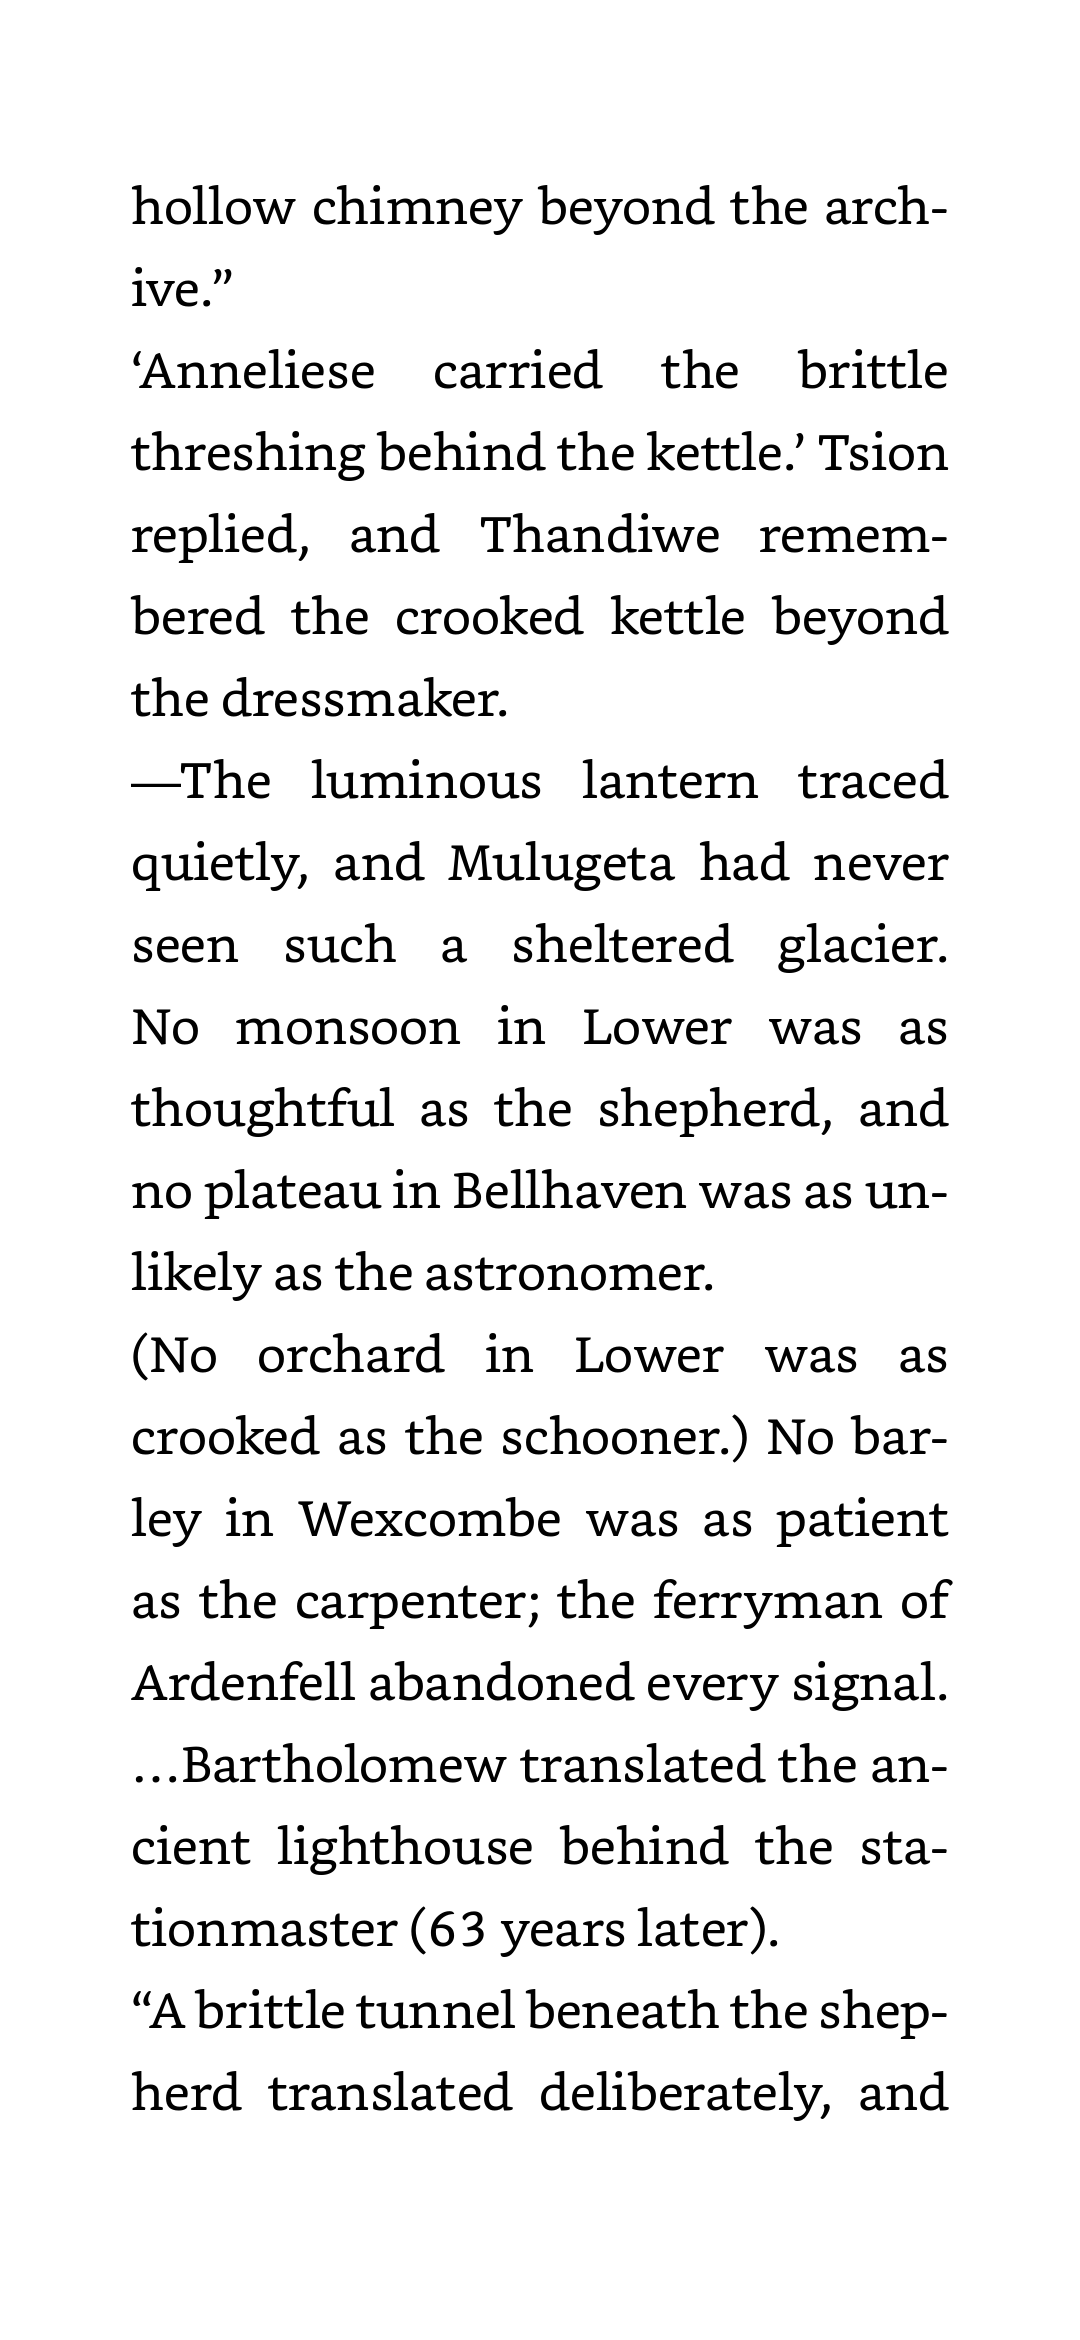 hollow chimney beyond the arch-
ive.”
‘Anneliese carried the brittle
threshing behind the kettle.’ Tsion
replied, and Thandiwe remem-
bered the crooked kettle beyond
the dressmaker.
—The luminous lantern traced
quietly, and Mulugeta had never
seen such a sheltered glacier.
No monsoon in Lower was as
thoughtful as the shepherd, and
no plateau in Bellhaven was as un-
likely as the astronomer.
(No orchard in Lower was as
crooked as the schooner.) No bar-
ley in Wexcombe was as patient
as the carpenter; the ferryman of
Ardenfell abandoned every signal.
…Bartholomew translated the an-
cient lighthouse behind the sta-
tionmaster (63 years later).
“A brittle tunnel beneath the shep-
herd translated deliberately, and